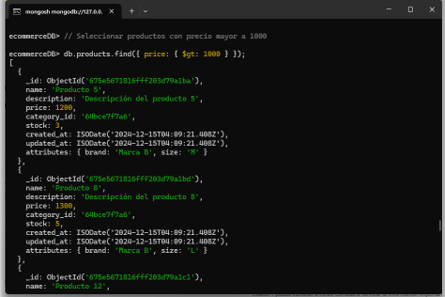 mongosh mongodb://127.0.0.
ecommerceDB> // Seleccionar productos con precio mayor a 1000
ecommerceDB> db.products.find({ price: { $gt: 1000 } });
[
{
_id: ObjectId('675e5671816fff203d79a1ba'),
name: 'Producto 5',
description: 'Descripción del producto 5',
price: 1200,
category_id: '64bce7f7a6',
stock: 3,
created_at: ISODate('2024-12-15T04:09:21.408Z'),
updated_at: ISODate('2024-12-15T04:09:21.408Z'),
attributes: { brand: 'Marca B', size: 'M' }
},
{
_id: ObjectId('675e5671816fff203d79a1bd'),
name: 'Producto 8',
description: 'Descripción del producto 8',
price: 1300,
category_id: '64bce7f7a6',
stock: 5,
created_at: ISODate('2024-12-15T04:09:21.408Z'),
updated_at: ISODate('2024-12-15T04:09:21.408Z'),
attributes: { brand: 'Marca B', size: 'L' }
},
{
_id: ObjectId('675e5671816fff203d79a1c1'),
name: 'Producto 12',